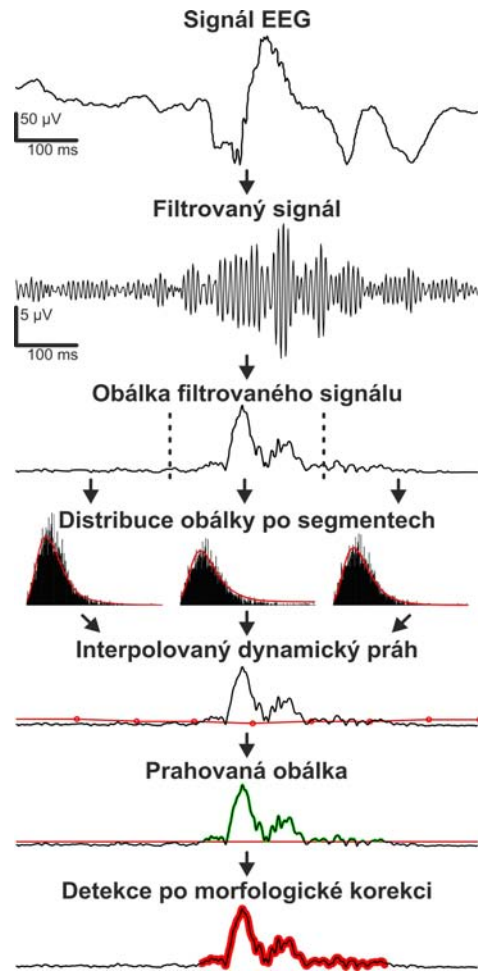 Signál EEG
50 µV
100 ms
Filtrovaný signál
5 µV
100 ms
Obálka filtrovaného signálu
Distribuce obálky po segmentech
Interpolovaný dynamický práh
Prahovaná obálka
Detekce po morfologické korekci